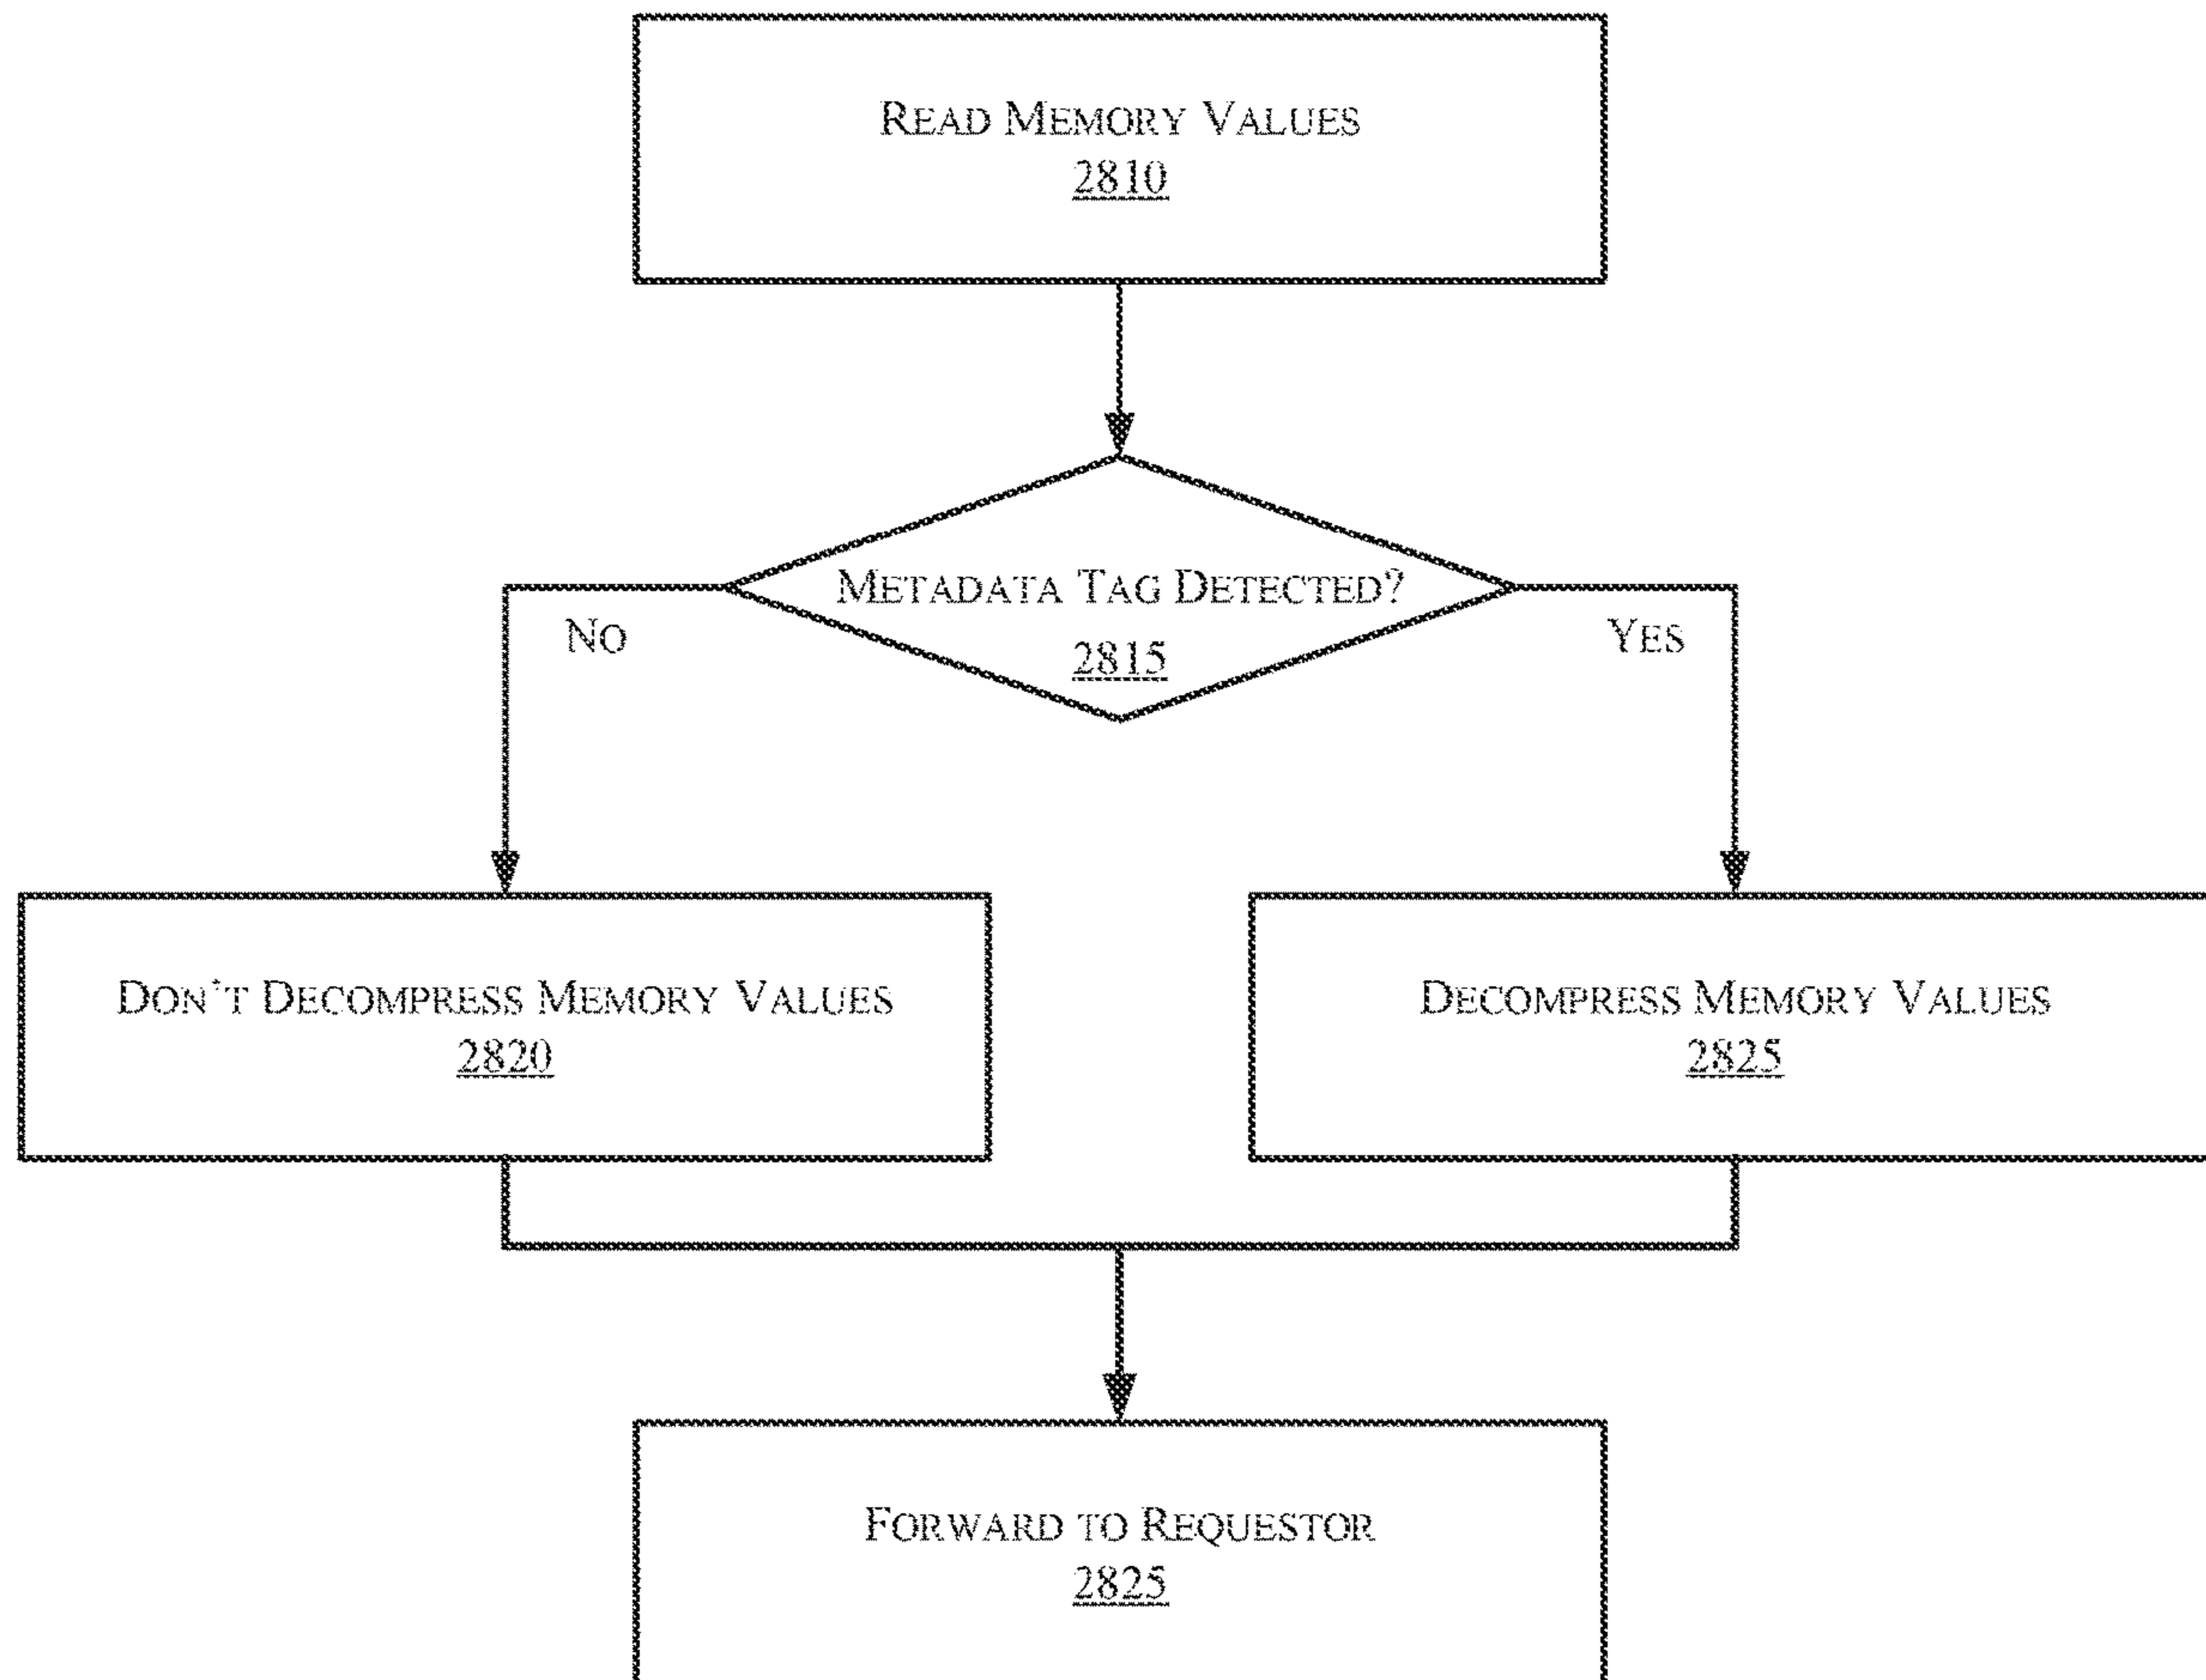 READ MEMORY VALUES
2810
METADATA TAG DETECTED?
2815
NO
YES
DON'T DECOMPRESS MEMORY VALUES
2820
DECOMPRESS MEMORY VALUES
2825
FORWARD TO REQUESTOR
2825